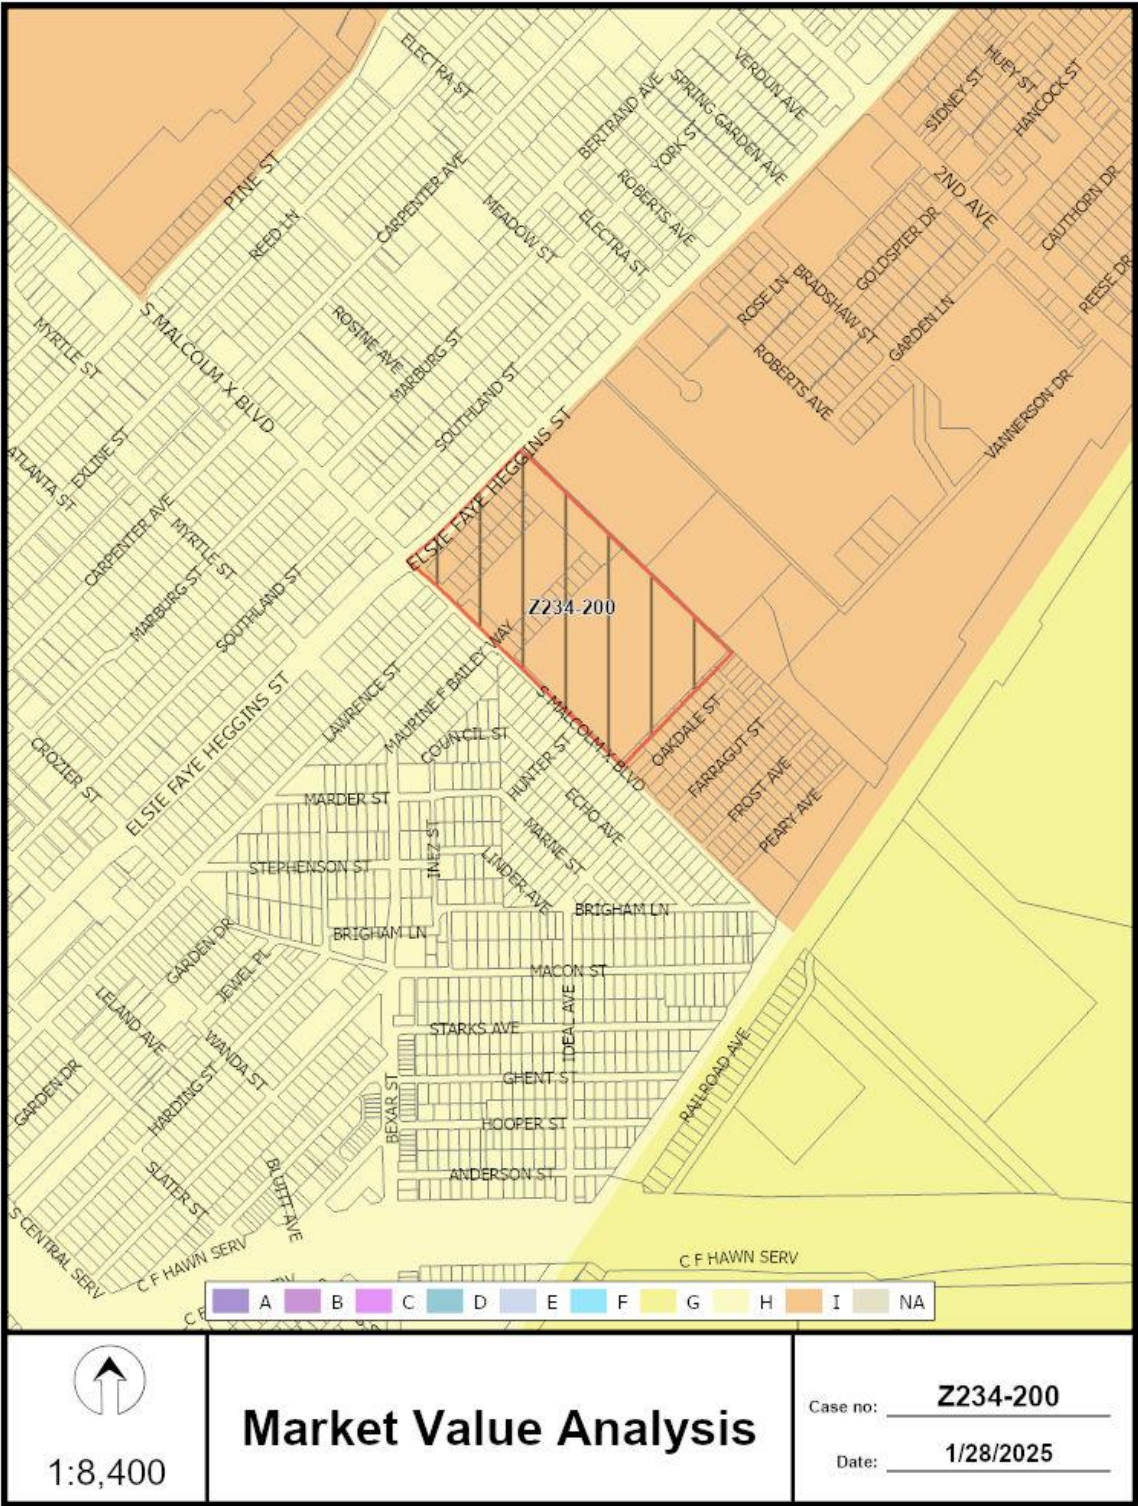 ELECTRA ST
VERDUN AVE
HUEY ST
SIDNEY ST
HANCOCK ST
BERTRAND AVE
SPRING GARDEN AVE
YORK S
PINE ST
CARPENTER AVE
ROBERTS AVE
2ND AVE
CAUTHORN DR
REED LN
MEADOW ST
ELECTRA ST
GOLDSPIER DR
REESE DR
ROSE LN
BRADSHAW ST
S MALCOLM X BLVD
MYRTLE ST
ROSINE AVE
MARBURG ST
GARDEN LN
ROBERTS AVE
SOUTHLAND ST
VANNERSON DR
EXLINE ST
ATLANTA ST
ELSIE FAYE HEGGINS ST
CARPENTER AVE
MYRTLE ST
MARBURG ST
SOUTHLAND ST
Z234-200
MAURINE F BAILEY WAY
LAWRENCE ST
ELSIE FAYE HEGGINS ST
S MALCOLM X BLVD
OAKDALE ST
COUNCIL ST
FARRAGUT ST
HUNTER ST
CROZIER ST
FROST AVE
MARDER ST
ECHO AVE
PEARY AVE
MARNE ST
INEZ ST
STEPHENSON ST
LINDER AVE
BRIGHAM LN
BRIGHAM LN
GARDEN DR
JEWEL PL
MACON ST
LELAND AVE
STARKS AVE
IDEAL AVE
WANDA ST
RAILROAD AVE
GARDEN DR
HARDING ST
GHENT ST
BEXAR ST
HOOPER ST
SLATER ST
ANDERSON ST
BLUITT AVE
S CENTRAL SERV
C F HAWN SERV
C F HAWN SERV
A B C D E F G H I NA
1:8,400
Market Value Analysis
Case no: Z234-200
Date: 1/28/2025